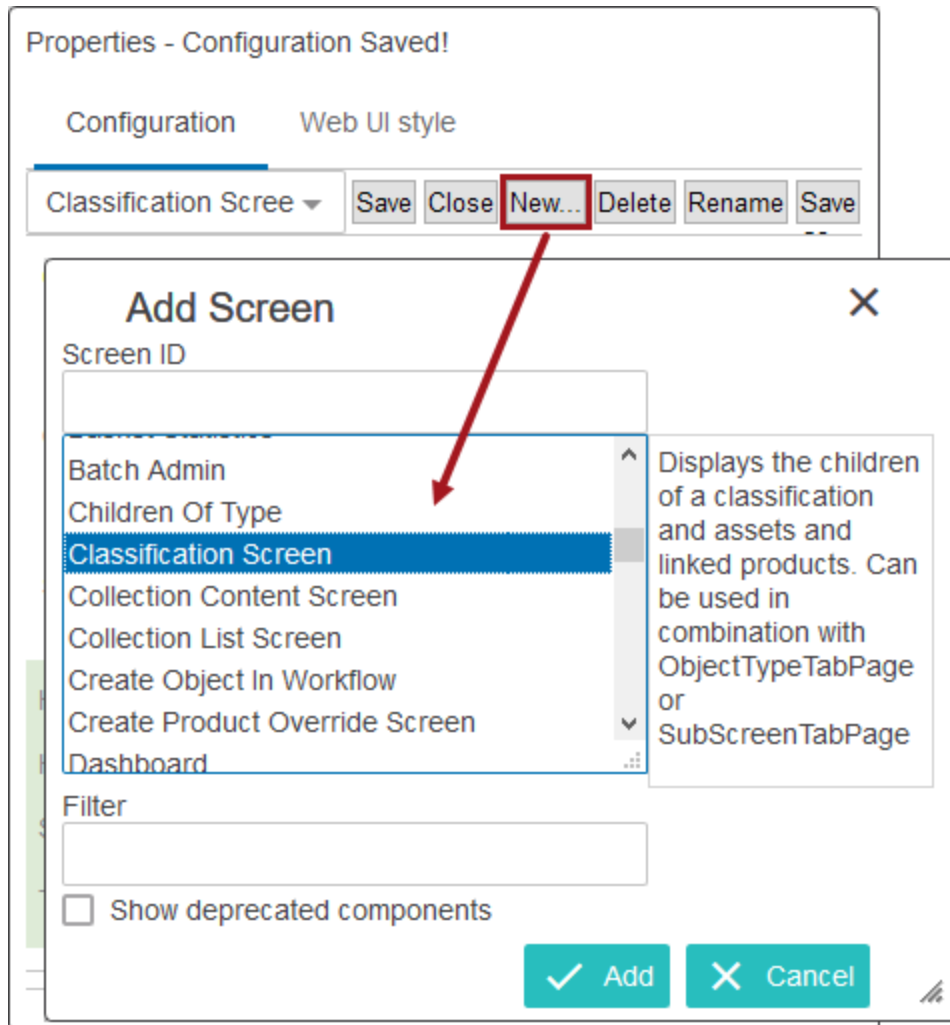 Properties - Configuration Saved!
Configuration Web UI style
Classification Scree Save Close New... Delete Rename Save
Add Screen
Screen ID
Batch Admin
Children Of Type
Classification Screen
Collection Content Screen
Collection List Screen
Create Object In Workflow
Create Product Override Screen
Dashboard
Displays the children
of a classification
and assets and
linked products. Can
be used in
combination with
ObjectTypeTabPage
or
SubScreenTabPage
Filter
Show deprecated components
Add Cancel